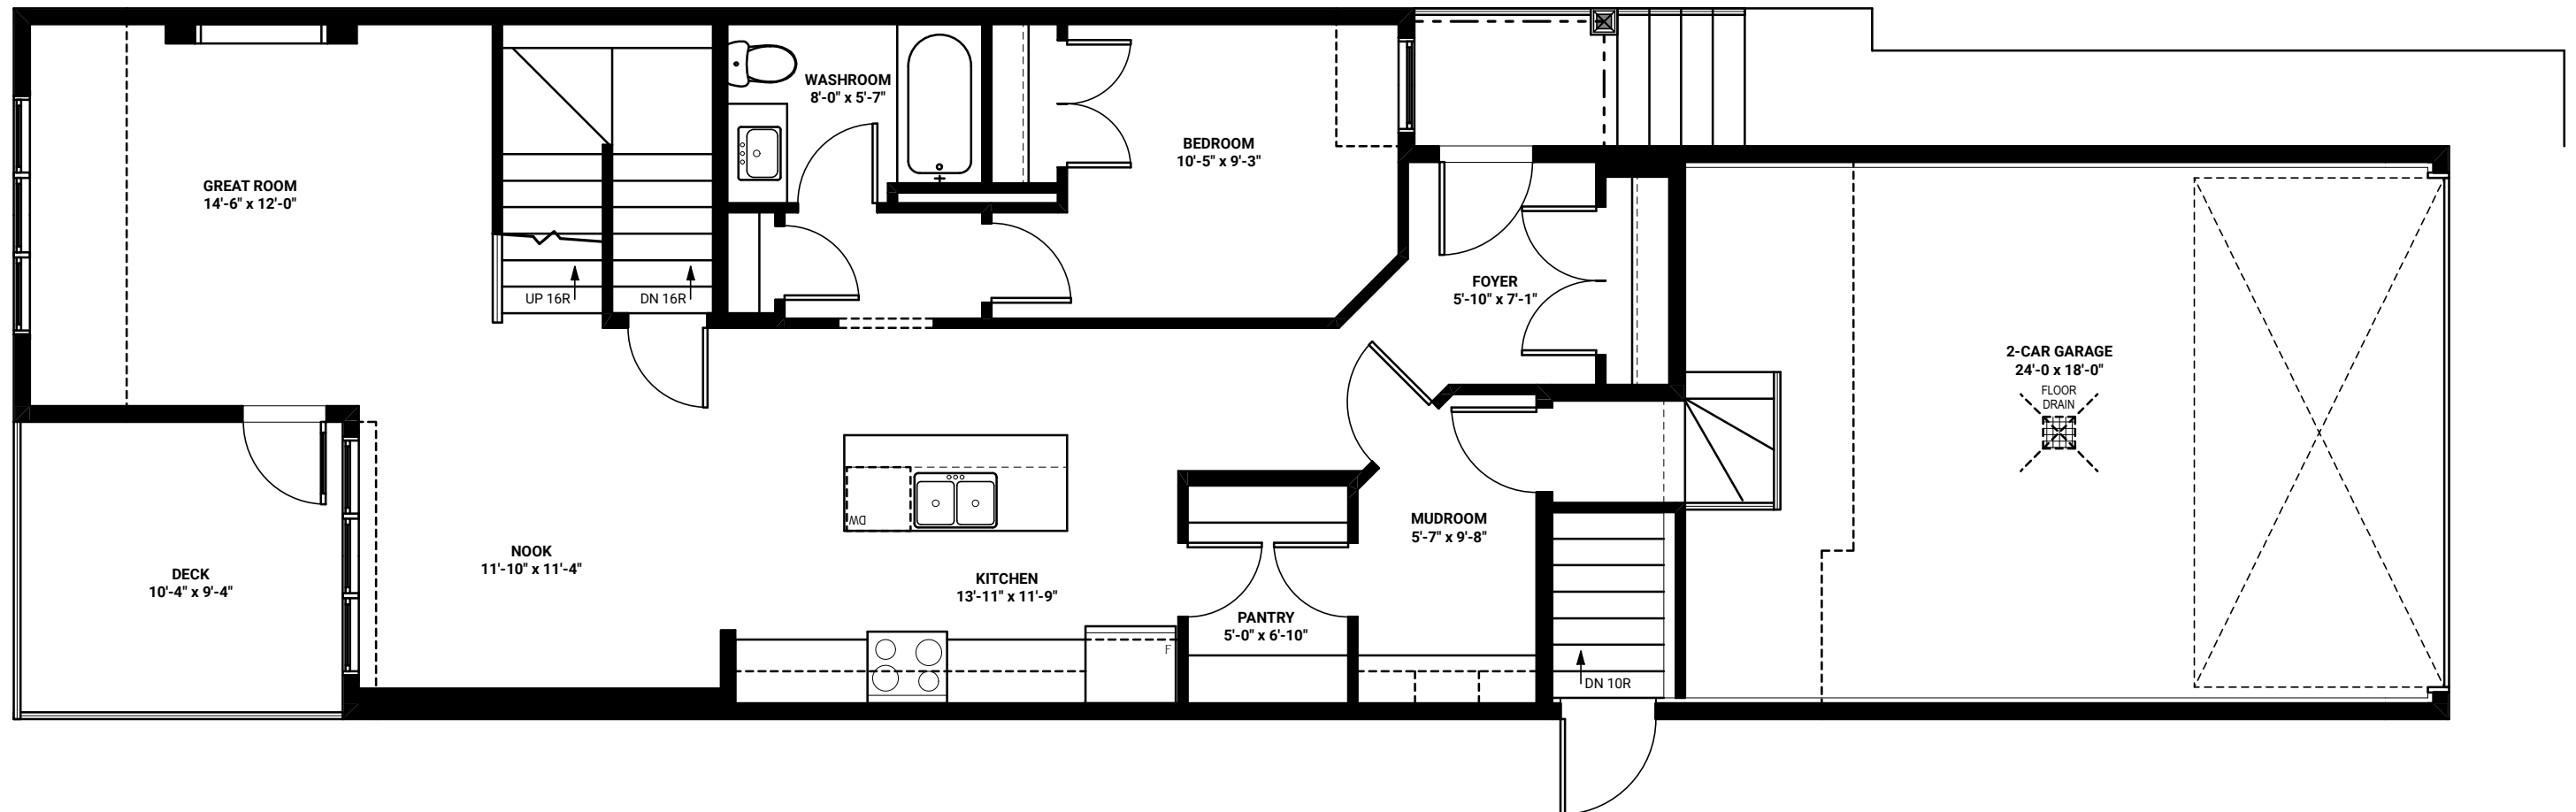 GREAT ROOM
14'-6" x 12'-0"
UP 16R
DN 16R
WASHROOM
8'-0" x 5'-7"
BEDROOM
10'-5" x 9'-3"
FOYER
5'-10" x 7'-1"
2-CAR GARAGE
24'-0 x 18'-0"
FLOOR
DRAIN
DECK
10'-4" x 9'-4"
NOOK
11'-10" x 11'-4"
DW
KITCHEN
13'-11" x 11'-9"
F
PANTRY
5'-0" x 6'-10"
MUDROOM
5'-7" x 9'-8"
DN 10R